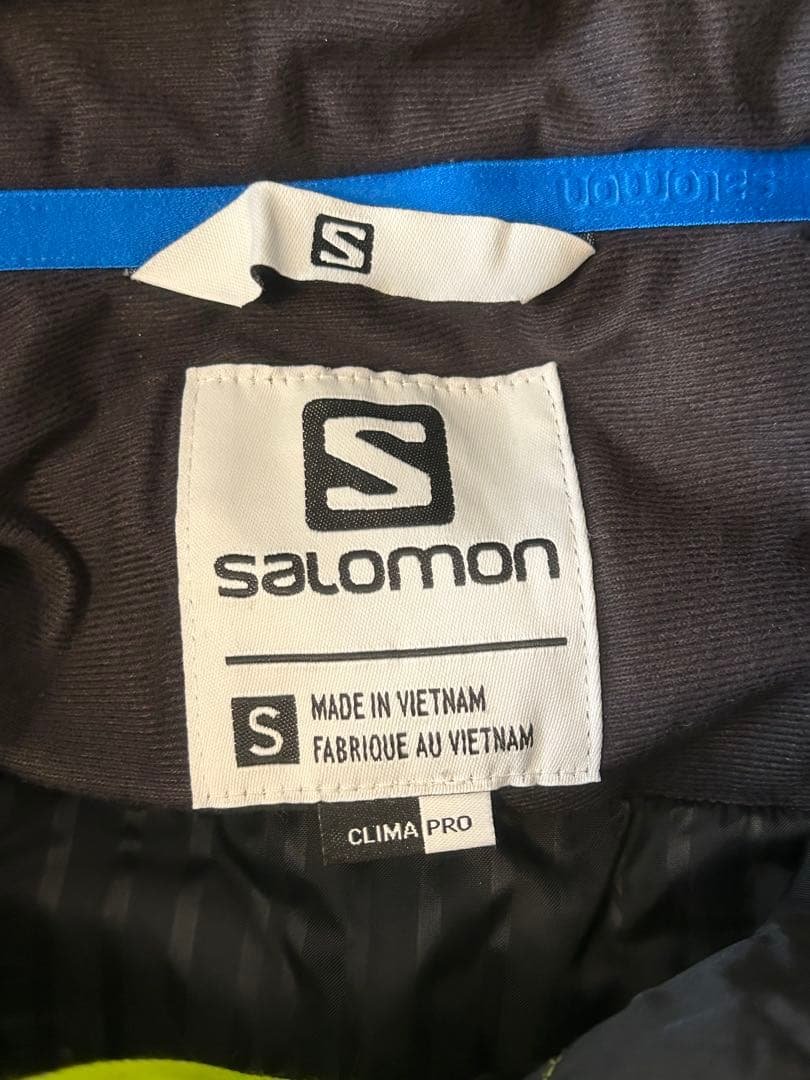 salomon
S
S
salomon
S
MADE IN VIETNAM
FABRIQUE AU VIETNAM
CLIMA PRO